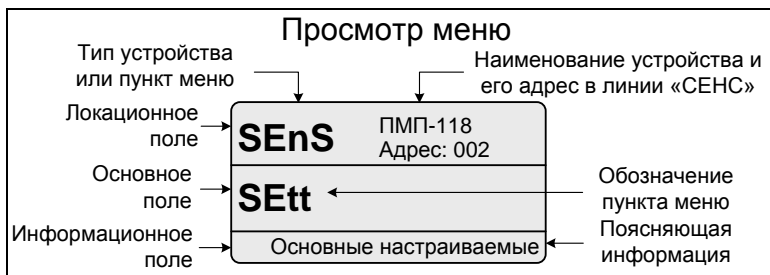 Просмотр меню
Тип устройства
или пункт меню
Наименование устройства и
его адрес в линии «СЕНС»
Локационное
поле
SEnS
ПМП-118
Адрес: 002
Основное
поле
SEtt
Обозначение
пункта меню
Информационное
поле
Основные настраиваемые
Поясняющая
информация